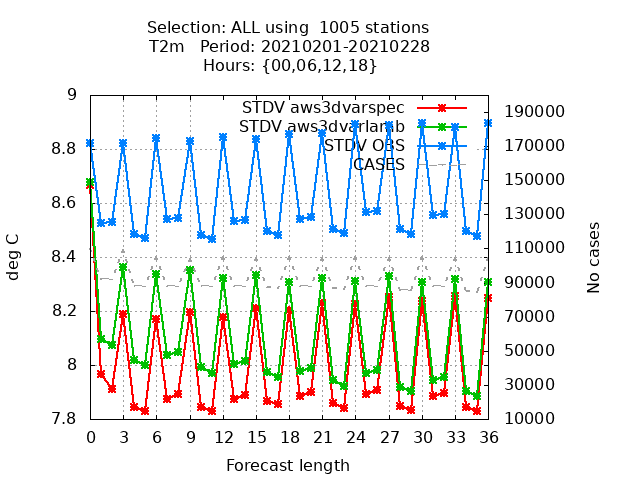 Selection: ALL using  1005 stations
T2m   Period: 20210201-20210228
Hours: {00,06,12,18}
STDV aws3dvarspec
STDV aws3dvarlamb
STDV OBS
CASES
deg C
9
8.8
8.6
8.4
8.2
8
7.8
No cases
190000
170000
150000
130000
110000
90000
70000
50000
30000
10000
0 3 6 9 12 15 18 21 24 27 30 33 36
Forecast length